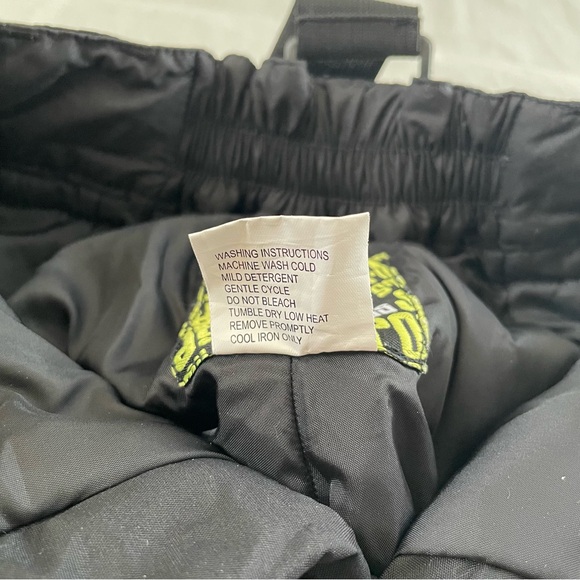 WASHING INSTRUCTIONS
MACHINE WASH COLD
MILD DETERGENT
GENTLE CYCLE
DO NOT BLEACH
TUMBLE DRY LOW HEAT
REMOVE PROMPTLY
COOL IRON ONLY